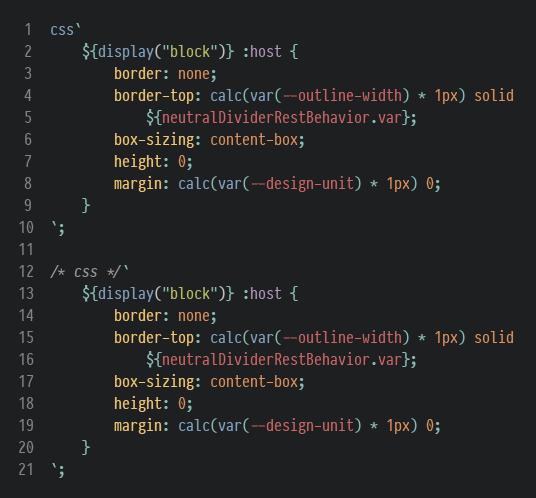 1 css`
2     ${display("block")} :host {
3         border: none;
4         border-top: calc(var(--outline-width) * 1px) solid
5             ${neutralDividerRestBehavior.var};
6         box-sizing: content-box;
7         height: 0;
8         margin: calc(var(--design-unit) * 1px) 0;
9     }
10 `;
11
12 /* css */`
13     ${display("block")} :host {
14         border: none;
15         border-top: calc(var(--outline-width) * 1px) solid
16             ${neutralDividerRestBehavior.var};
17         box-sizing: content-box;
18         height: 0;
19         margin: calc(var(--design-unit) * 1px) 0;
20     }
21 `;